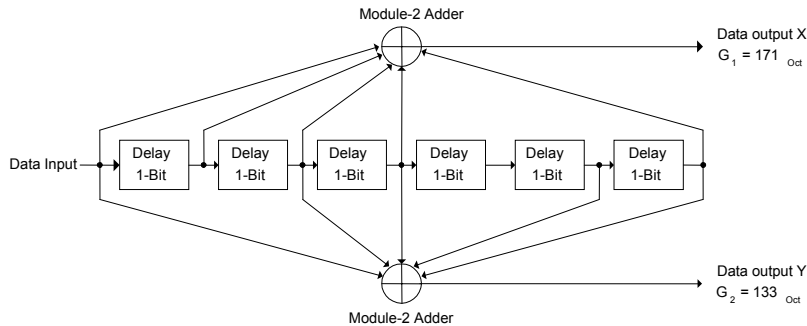 Module-2 Adder
Data output X
G1 = 171 Oct
Data Input
Delay
1-Bit
Delay
1-Bit
Delay
1-Bit
Delay
1-Bit
Delay
1-Bit
Delay
1-Bit
Data output Y
G2 = 133 Oct
Module-2 Adder